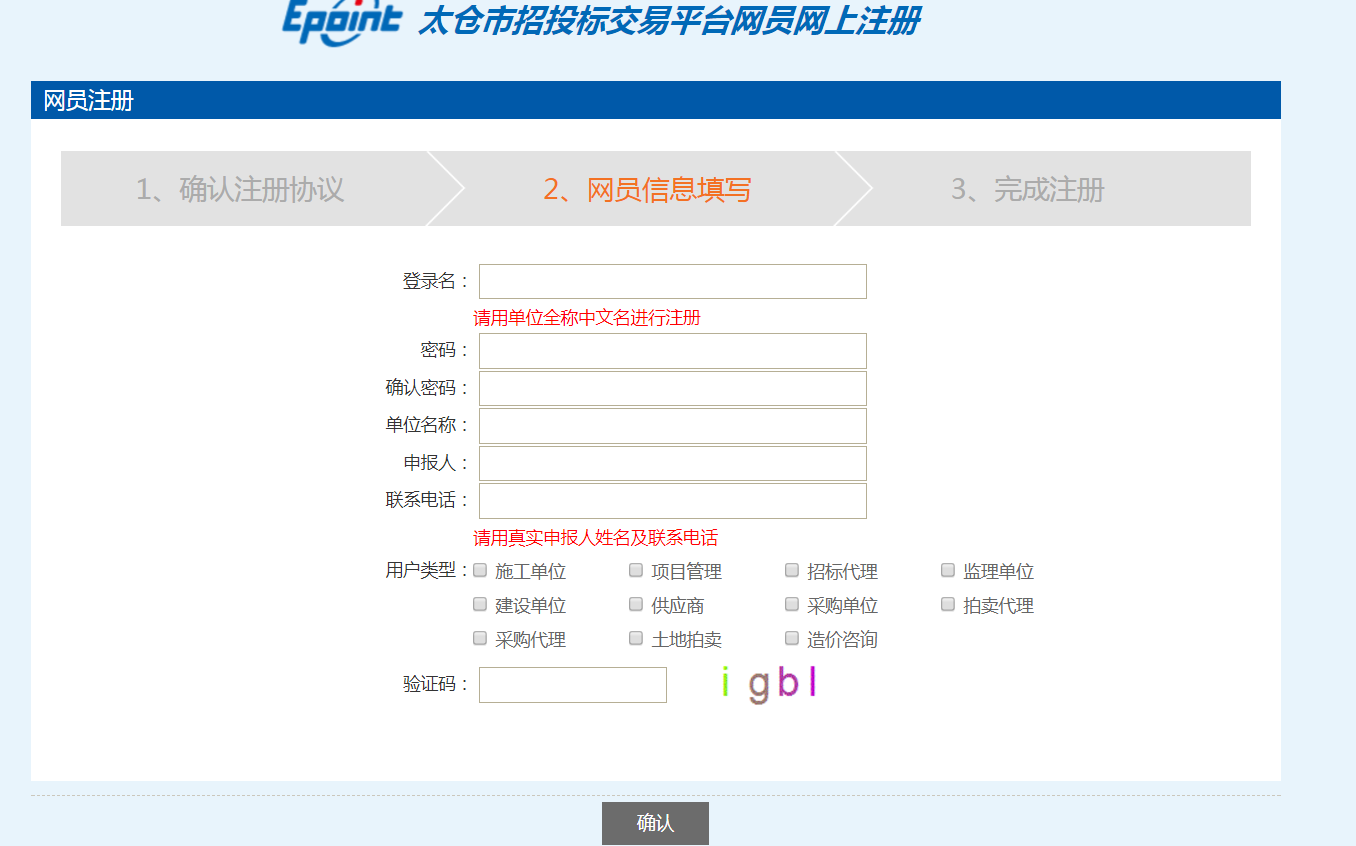 Epoint 太仓市招投标交易平台网员网上注册
网员注册
1、确认注册协议 2、网员信息填写 3、完成注册
登录名：
请用单位全称中文名进行注册
密码：
确认密码：
单位名称：
申报人：
联系电话：
请用真实申报人姓名及联系电话
用户类型： 施工单位 项目管理 招标代理 监理单位
建设单位 供应商 采购单位 拍卖代理
采购代理 土地拍卖 造价咨询
验证码： i g b l
确认